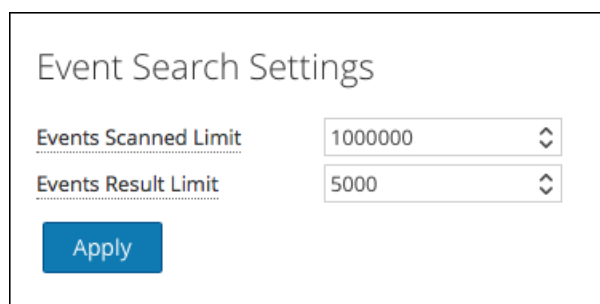 Event Search Settings
Events Scanned Limit 1000000
Events Result Limit 5000
Apply